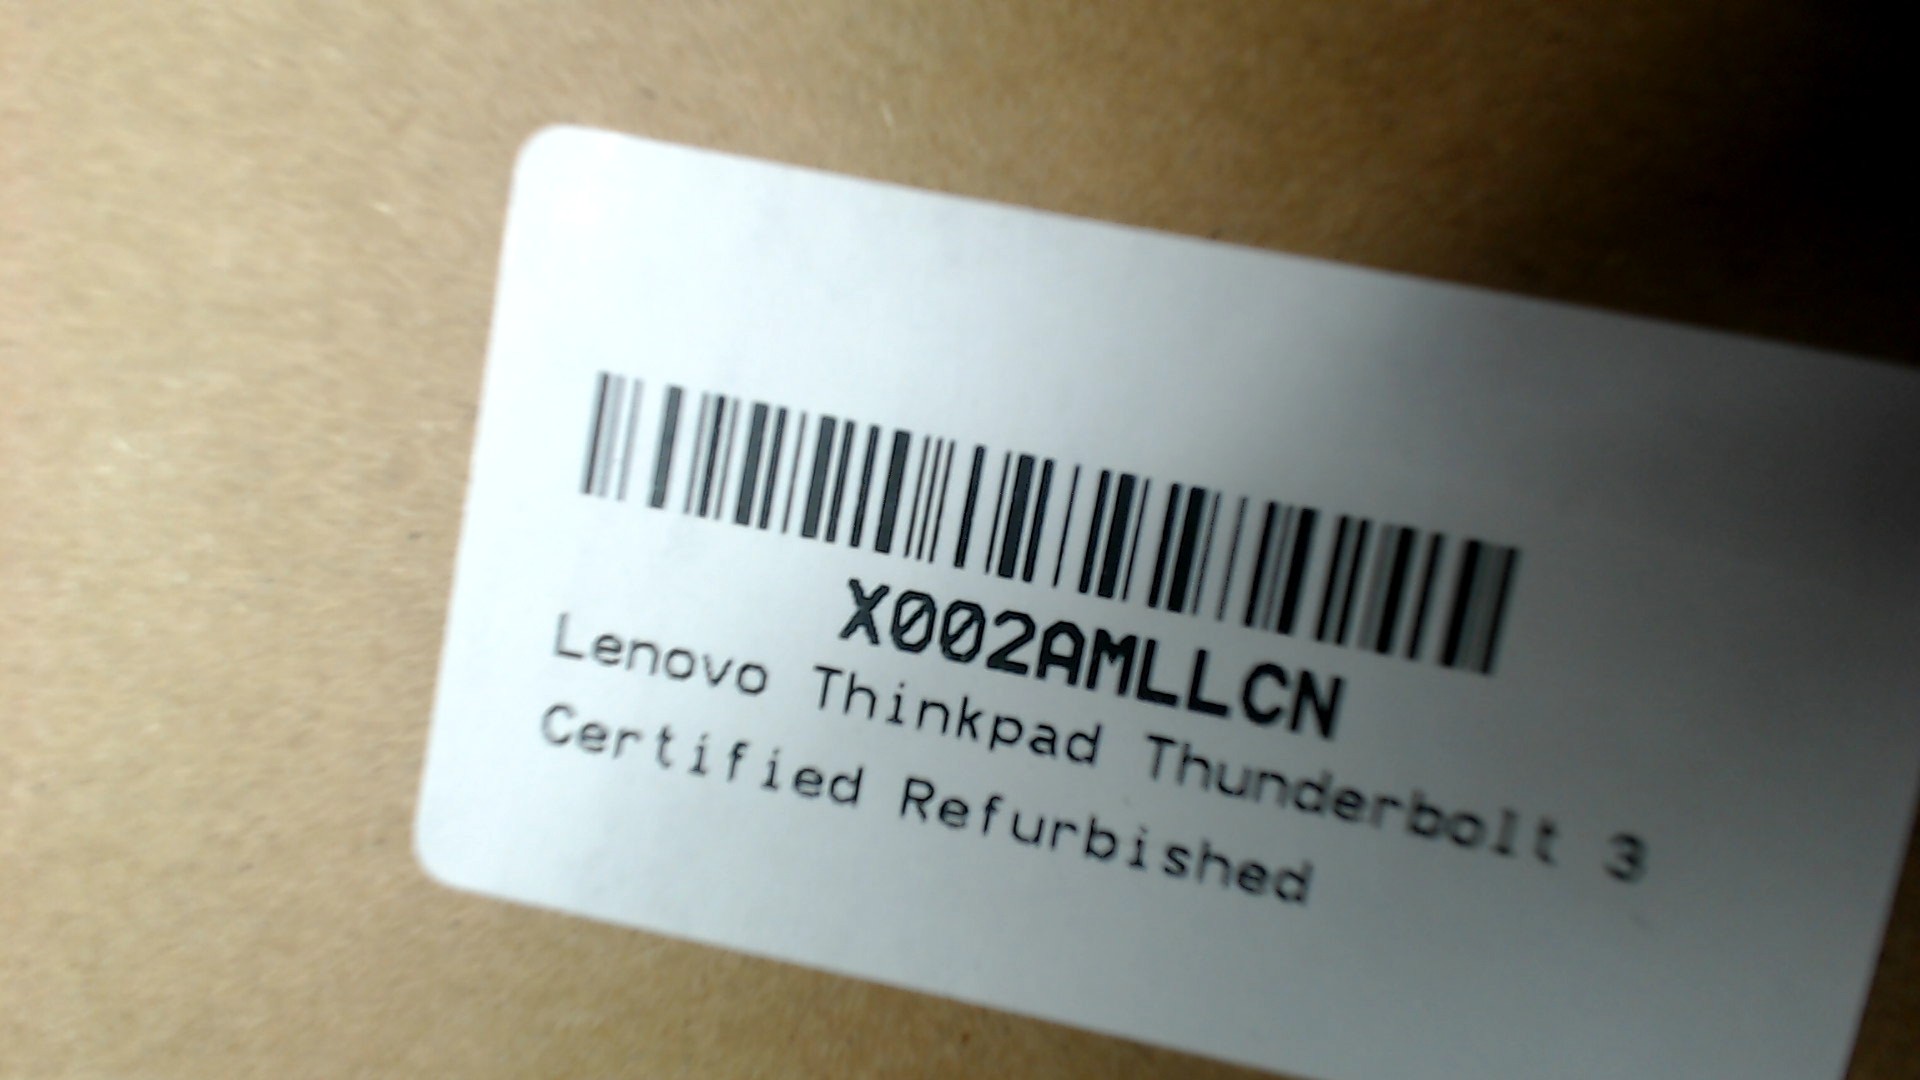 X002AMLLCN
Lenovo Thinkpad Thunderbolt 3
Certified Refurbished